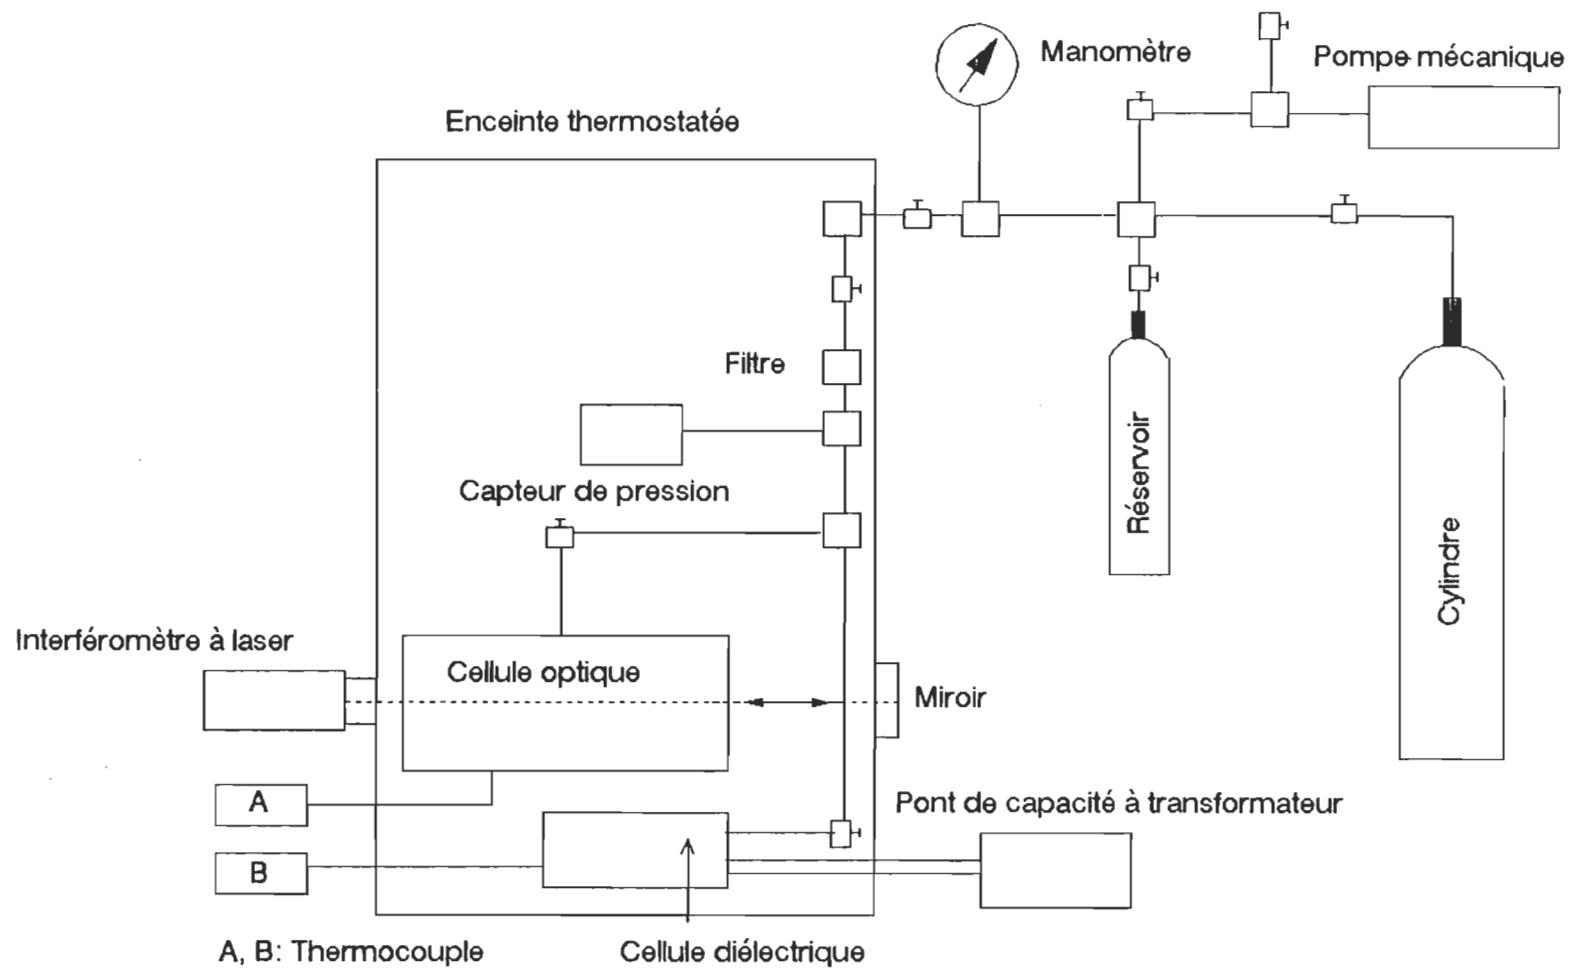 Manomètre
Pompe mécanique
Enceinte thermostatée
Filtre
Capteur de pression
Réservoir
Cylindre
Interféromètre à laser
Cellule optique
Miroir
A
Pont de capacité à transformateur
B
A, B: Thermocouple
Cellule diélectrique